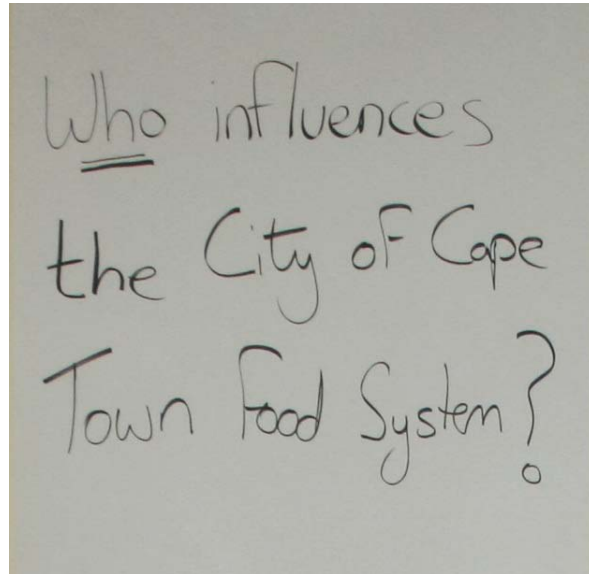 Who influences
the City of Cape
Town Food System?